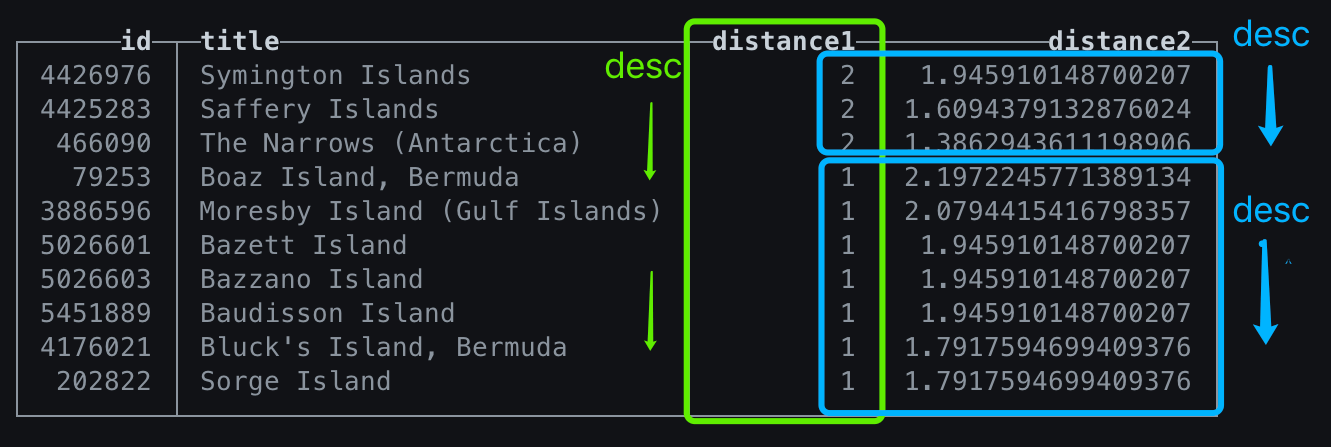 id title distance1 distance2 desc
4426976 Symington Islands desc 2 1.945910148700207
4425283 Saffery Islands 2 1.6094379132876024
466090 The Narrows (Antarctica) 2 1.3862943611198906
79253 Boaz Island, Bermuda 1 2.1972245771389134
3886596 Moresby Island (Gulf Islands) 1 2.0794415416798357 desc
5026601 Bazett Island 1 1.945910148700207
5026603 Bazzano Island 1 1.945910148700207
5451889 Baudisson Island 1 1.945910148700207
4176021 Bluck's Island, Bermuda 1 1.7917594699409376
202822 Sorge Island 1 1.7917594699409376